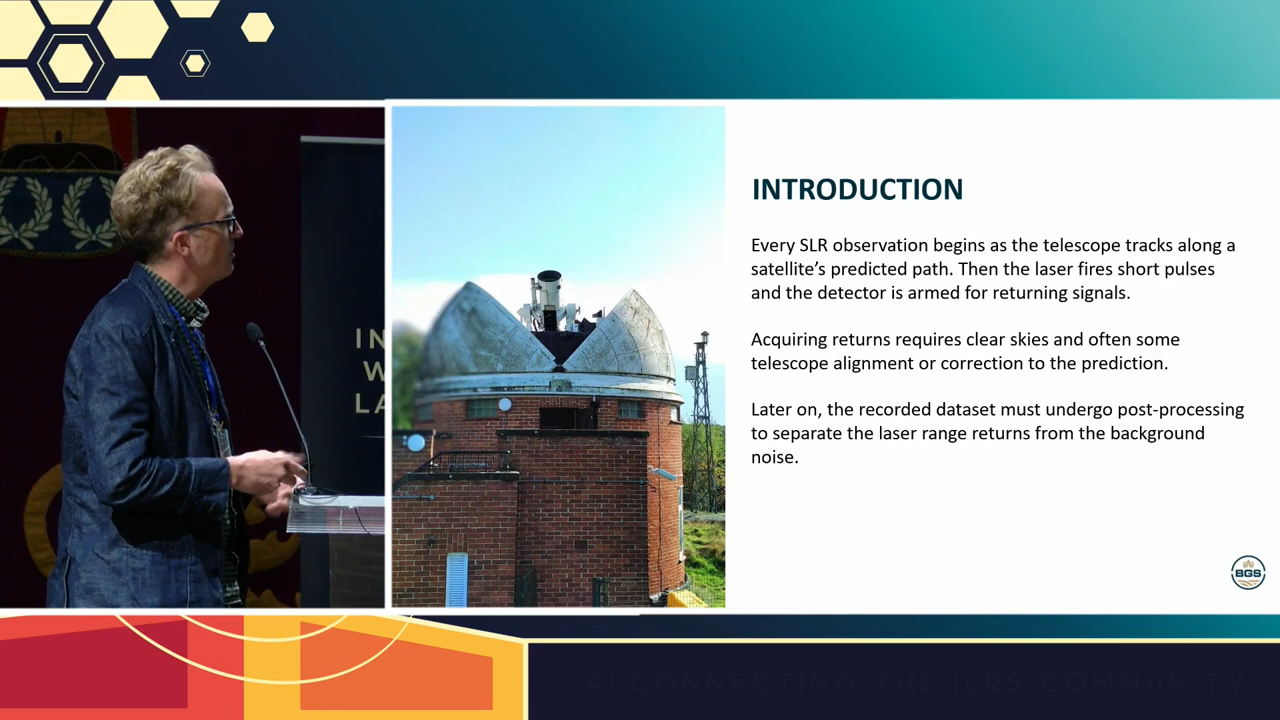 IN
W
LA
INTRODUCTION
Every SLR observation begins as the telescope tracks along a
satellite’s predicted path. Then the laser fires short pulses
and the detector is armed for returning signals.
Acquiring returns requires clear skies and often some
telescope alignment or correction to the prediction.
Later on, the recorded dataset must undergo post-processing
to separate the laser range returns from the background
noise.
BGS
RECONNECTING THE ILRS COMMUNITY